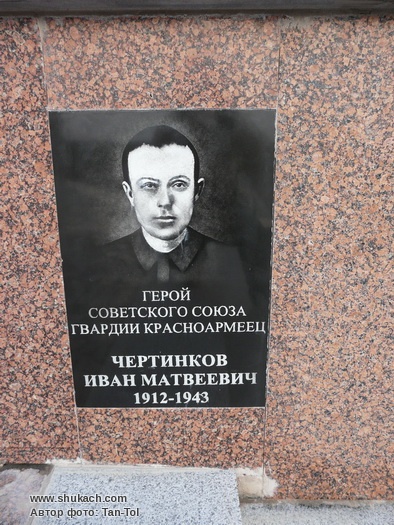 ГЕРОЙ
СОВЕТСКОГО СОЮЗА
ГВАРДИИ КРАСНОАРМЕЕЦ
ЧЕРТИНКОВ
ИВАН МАТВЕЕВИЧ
1912-1943
www.shukach.com
Автор фото: Tan-Tol